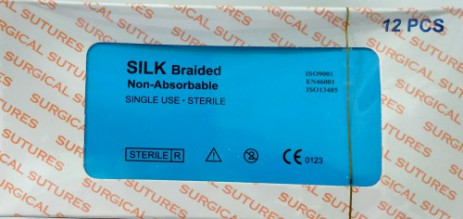 12 PCS
SILK Braided
Non-Absorbable
SINGLE USE - STERILE
ISO9001
EN46001
ISO13485
STERILE R
CE 0123
SURGICAL SUTURES